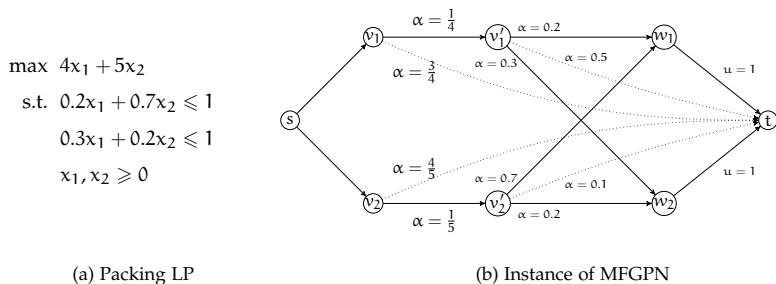 max 4x₁ + 5x₂
s.t. 0.2x₁ + 0.7x₂ ⩽ 1
0.3x₁ + 0.2x₂ ⩽ 1
x₁, x₂ ⩾ 0
(a) Packing LP
s
v₁
v₂
α = 1/4
α = 3/4
α = 4/5
α = 1/5
v′₁
v′₂
α = 0.2
α = 0.3
α = 0.5
α = 0.7
α = 0.1
α = 0.2
w₁
w₂
u = 1
u = 1
t
(b) Instance of MFGPN